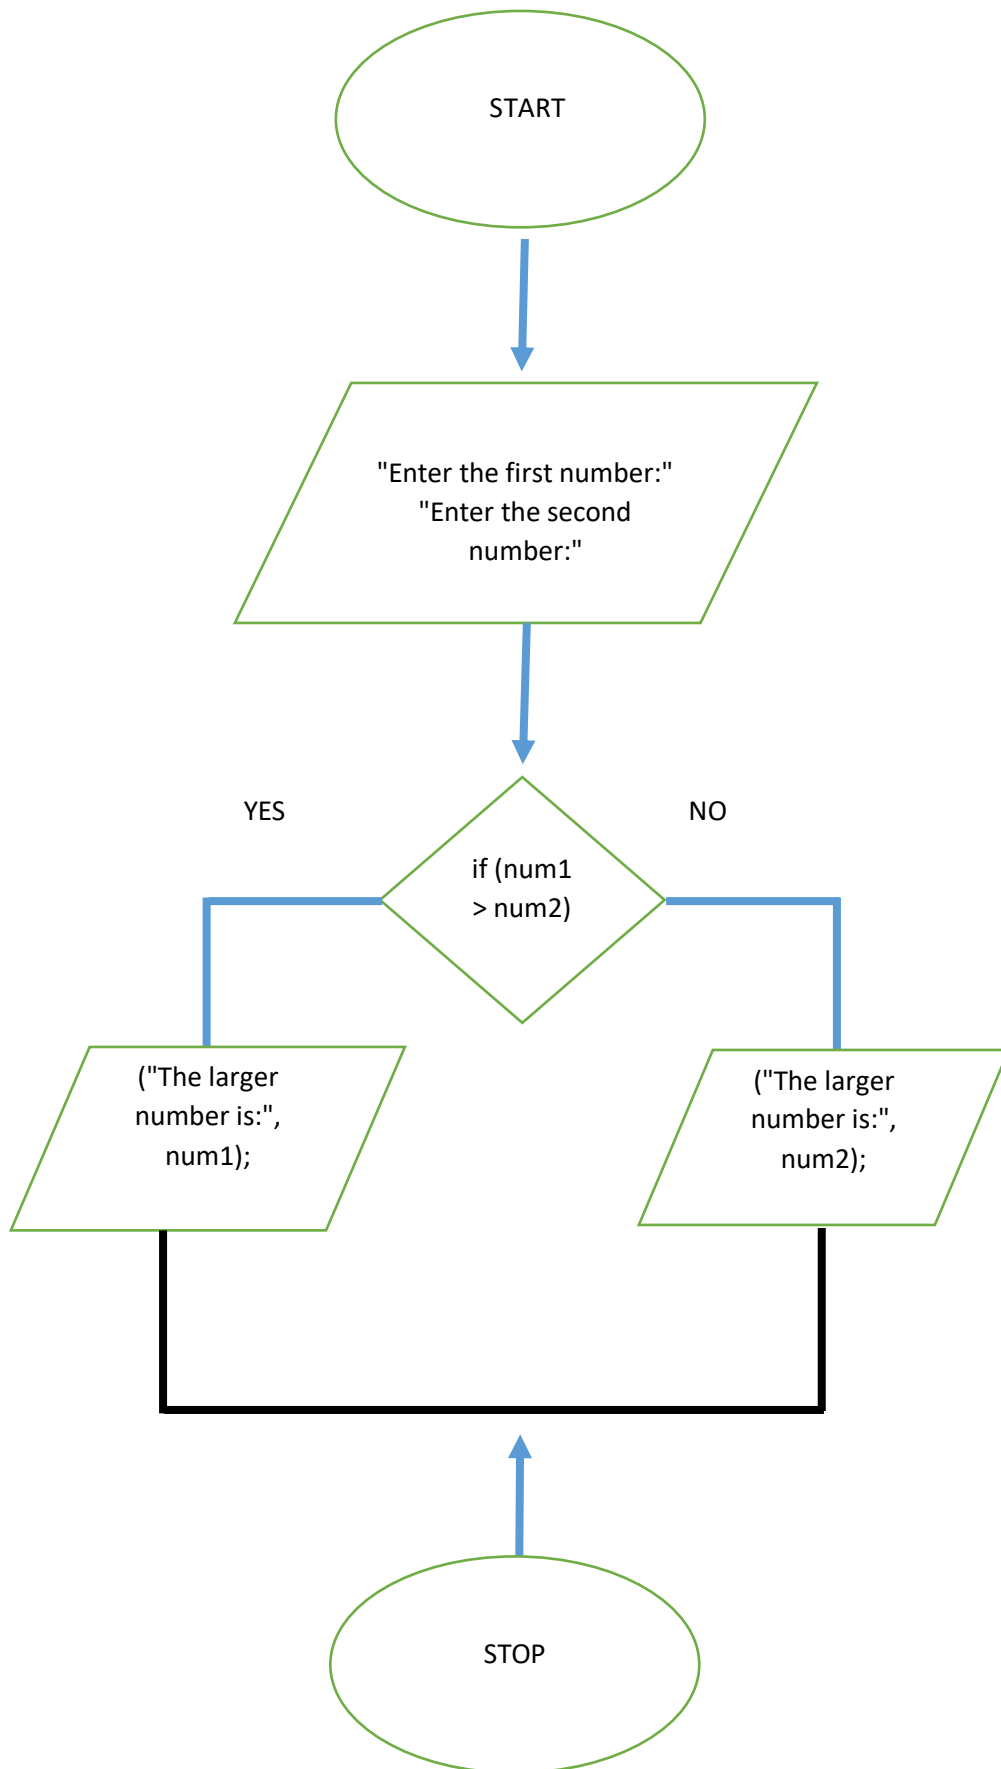 START
"Enter the first number:"
"Enter the second
number:"
YES
NO
if (num1
> num2)
("The larger
number is:",
num1);
("The larger
number is:",
num2);
STOP